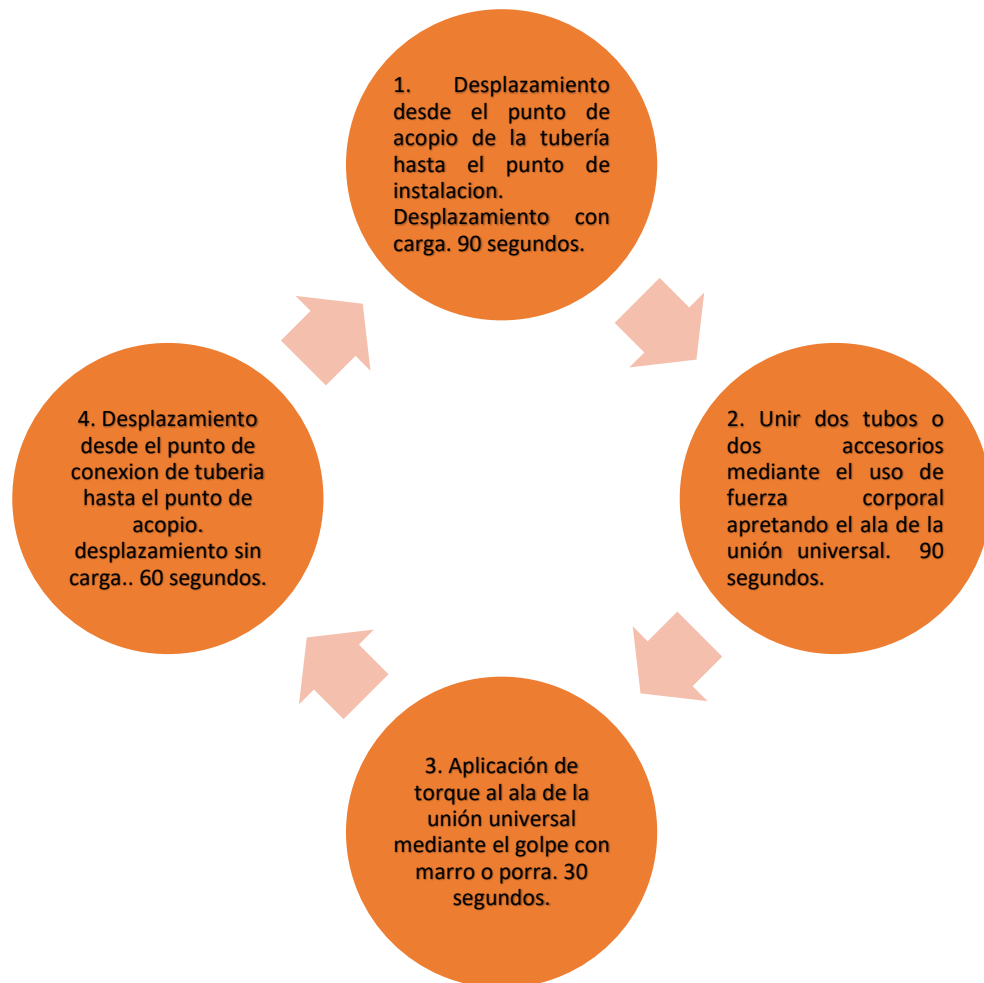 1. Desplazamiento
desde el punto de
acopio de la tubería
hasta el punto de
instalacion.
Desplazamiento con
carga. 90 segundos.
2. Unir dos tubos o
dos accesorios
mediante el uso de
fuerza corporal
apretando el ala de la
unión universal. 90
segundos.
3. Aplicación de
torque al ala de la
unión universal
mediante el golpe con
marro o porra. 30
segundos.
4. Desplazamiento
desde el punto de
conexion de tuberia
hasta el punto de
acopio.
desplazamiento sin
carga.. 60 segundos.